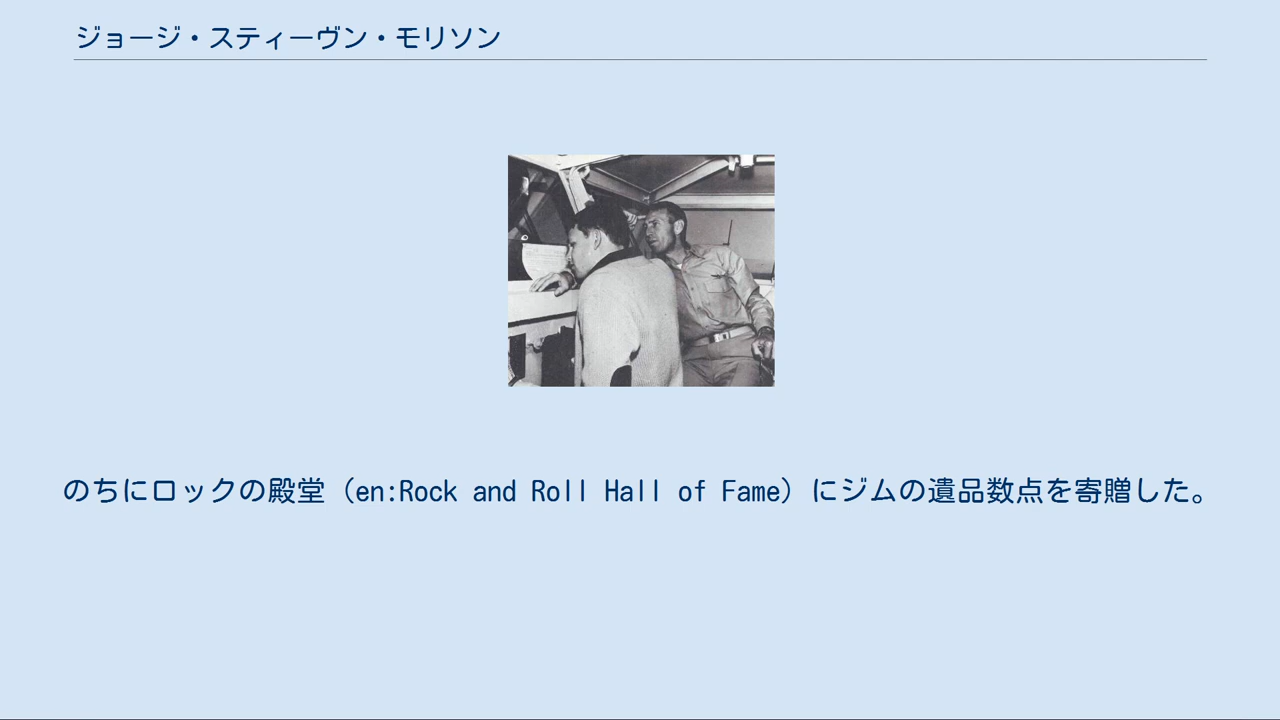 ジョージ・スティーヴン・モリソン
のちにロックの殿堂（en:Rock and Roll Hall of Fame）にジムの遺品数点を寄贈した。